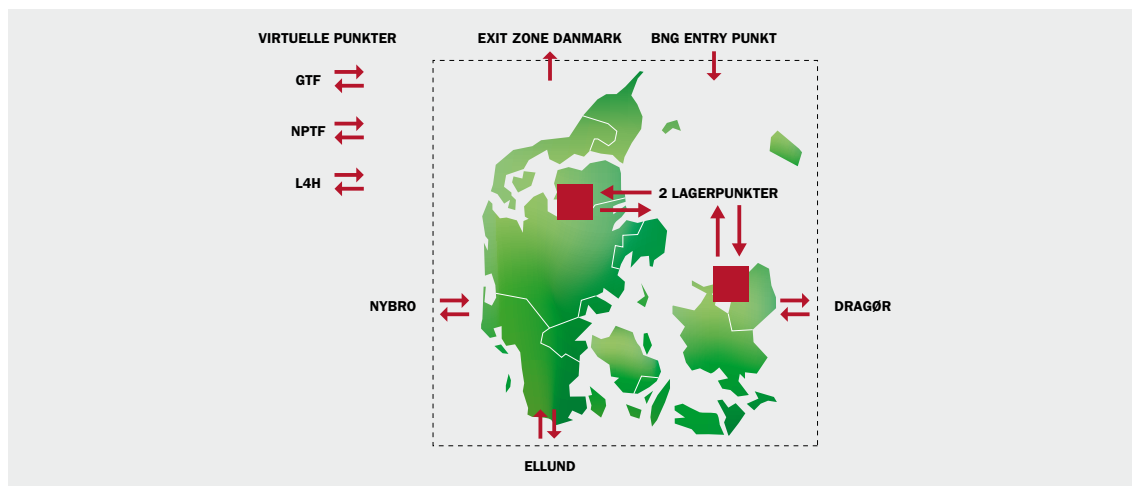 VIRTUELLE PUNKTER
EXIT ZONE DANMARK
BNG ENTRY PUNKT
GTF
NPTF
L4H
2 LAGERPUNKTER
NYBRO
DRAGØR
ELLUND